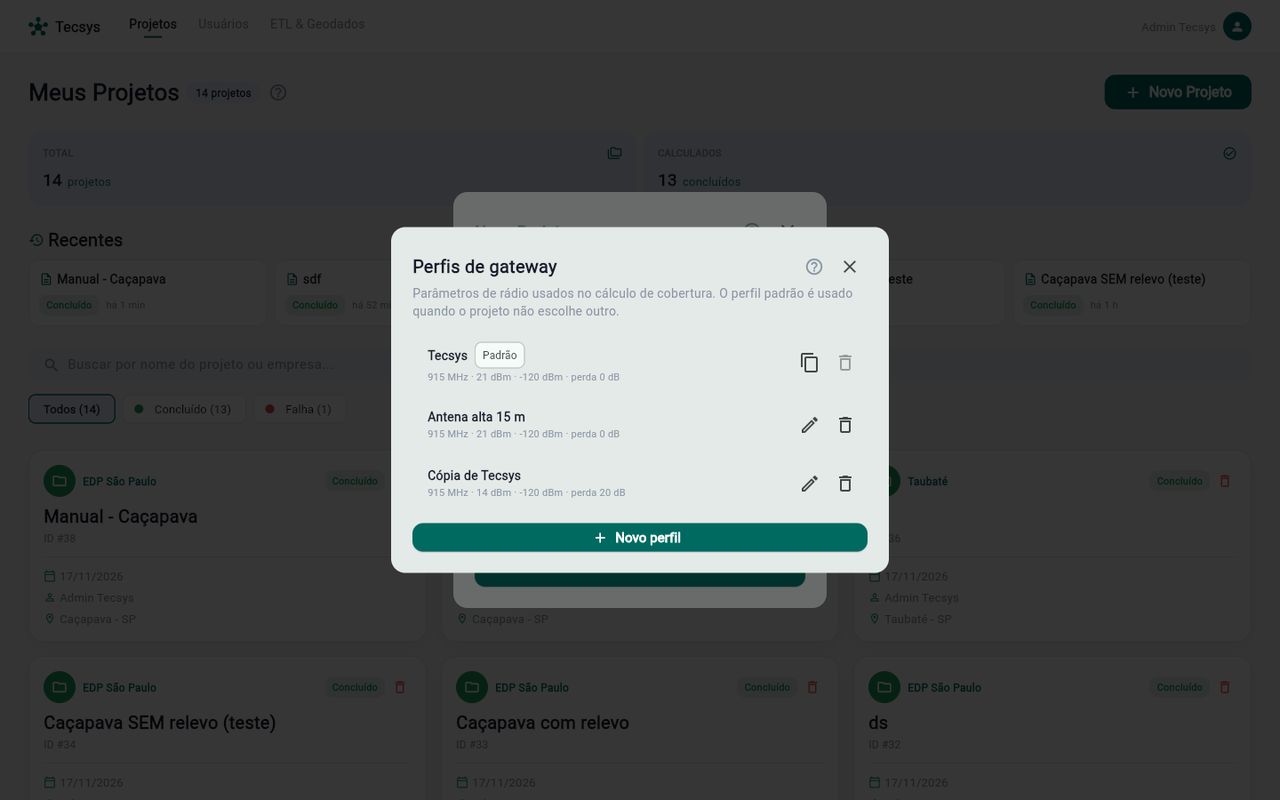 Tecsys
Projetos
Usuários
ETL & Geodados
Admin Tecsys
Meus Projetos
14 projetos
+ Novo Projeto
TOTAL
14 projetos
CALCULADOS
13 concluídos
Recentes
Manual - Caçapava
Concluído
há 1 min
sdf
Concluído
há 52 mi
este
Caçapava SEM relevo (teste)
Concluído
há 1 h
Buscar por nome do projeto ou empresa...
Todos (14)
Concluído (13)
Falha (1)
Perfis de gateway
Parâmetros de rádio usados no cálculo de cobertura. O perfil padrão é usado
quando o projeto não escolhe outro.
Tecsys
Padrão
915 MHz · 21 dBm · -120 dBm · perda 0 dB
Antena alta 15 m
915 MHz · 21 dBm · -120 dBm · perda 0 dB
Cópia de Tecsys
915 MHz · 14 dBm · -120 dBm · perda 20 dB
+ Novo perfil
EDP São Paulo
Concluído
Manual - Caçapava
ID #38
17/11/2026
Admin Tecsys
Caçapava - SP
Caçapava - SP
Taubaté
Concluído
36
17/11/2026
Admin Tecsys
Taubaté - SP
EDP São Paulo
Concluído
Caçapava SEM relevo (teste)
ID #34
17/11/2026
EDP São Paulo
Concluído
Caçapava com relevo
ID #33
17/11/2026
EDP São Paulo
Concluído
ds
ID #32
17/11/2026